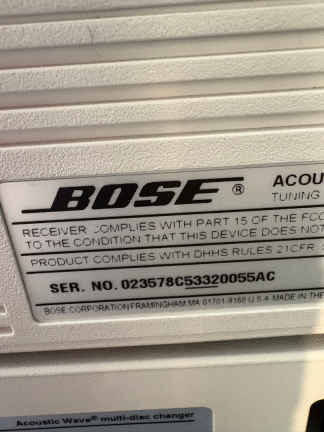 BOSE ® ACOU
TUNING
RECEIVER COMPLIES WITH PART 15 OF THE FCC
TO THE CONDITION THAT THIS DEVICE DOES NOT
PRODUCT COMPLIES WITH DHHS RULES 21CFR
SER. NO. 023578C53320055AC
BOSE CORPORATION FRAMINGHAM MA 01701-9168 U.S.A. MADE IN THE
Acoustic Wave® multi-disc changer